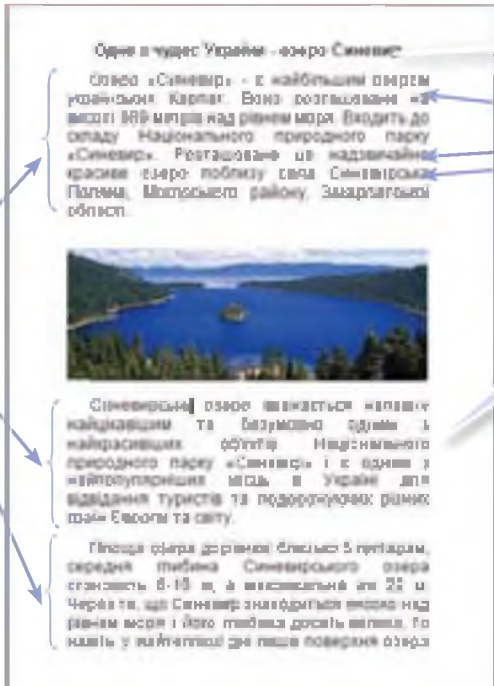 Одне з чудес України - озеро Синевир
Озеро «Синевир» - є найбільшим озером
українських Карпат. Воно розташоване на
висоті 989 метрів над рівнем моря. Входить до
складу Національного природного парку
«Синевир». Розташоване це надзвичайно
красиве озеро поблизу села Синевирська
Поляна, Міжгірського району, Закарпатської
області.
Синевирське озеро вважається
найцікавішим та безумовно одним з
найкрасивіших об'єктів Національного
природного парку «Синевир» і є одним з
найпопулярніших місць в Україні для
відвідання туристів та подорожуючих різних
країн Європи та світу.
Площа озера дорівнює близько 5 гектарам,
середня глибина Синевирського озера
становить 8-10 м, а максимальна аж 22 м.
Через те, що Синевир знаходиться високо над
рівнем моря і його глибина досить велика, то
навіть у найтепліші дні лише поверхня озера